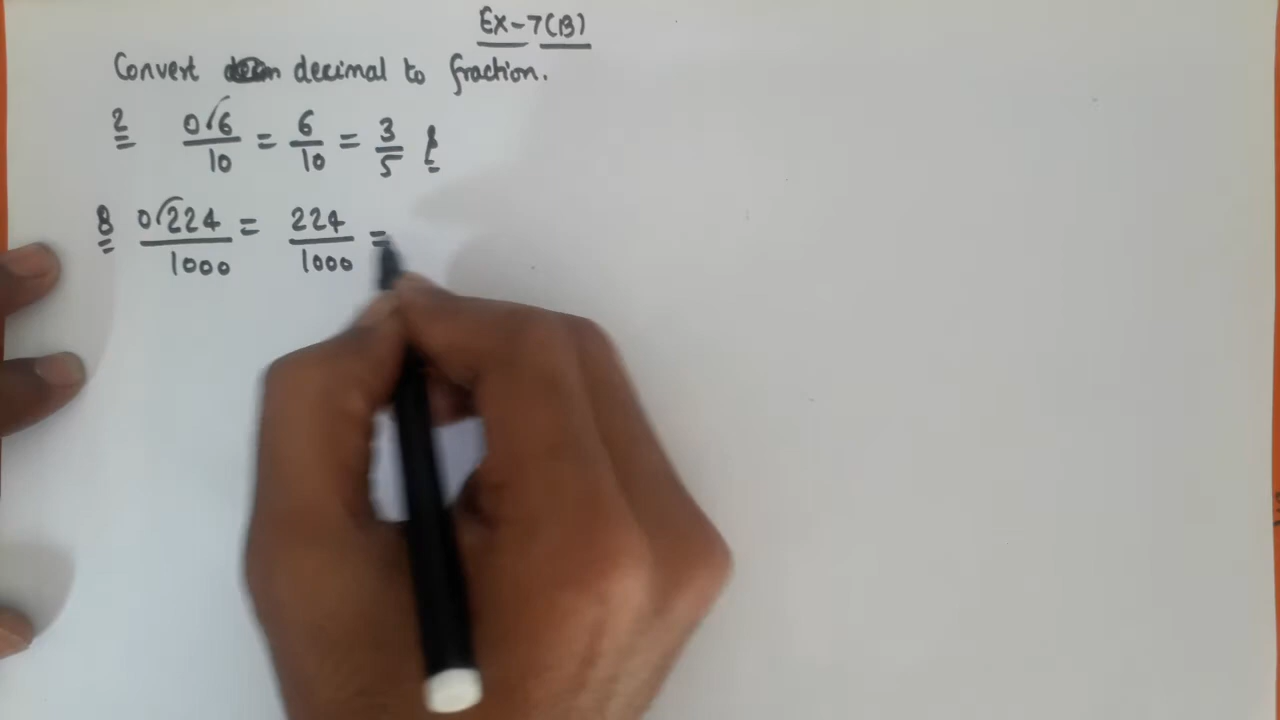 Ex-7(B)
Convert decimal to fraction.
2 0.6/10 = 6/10 = 3/5
8 0.224/1000 = 224/1000 =